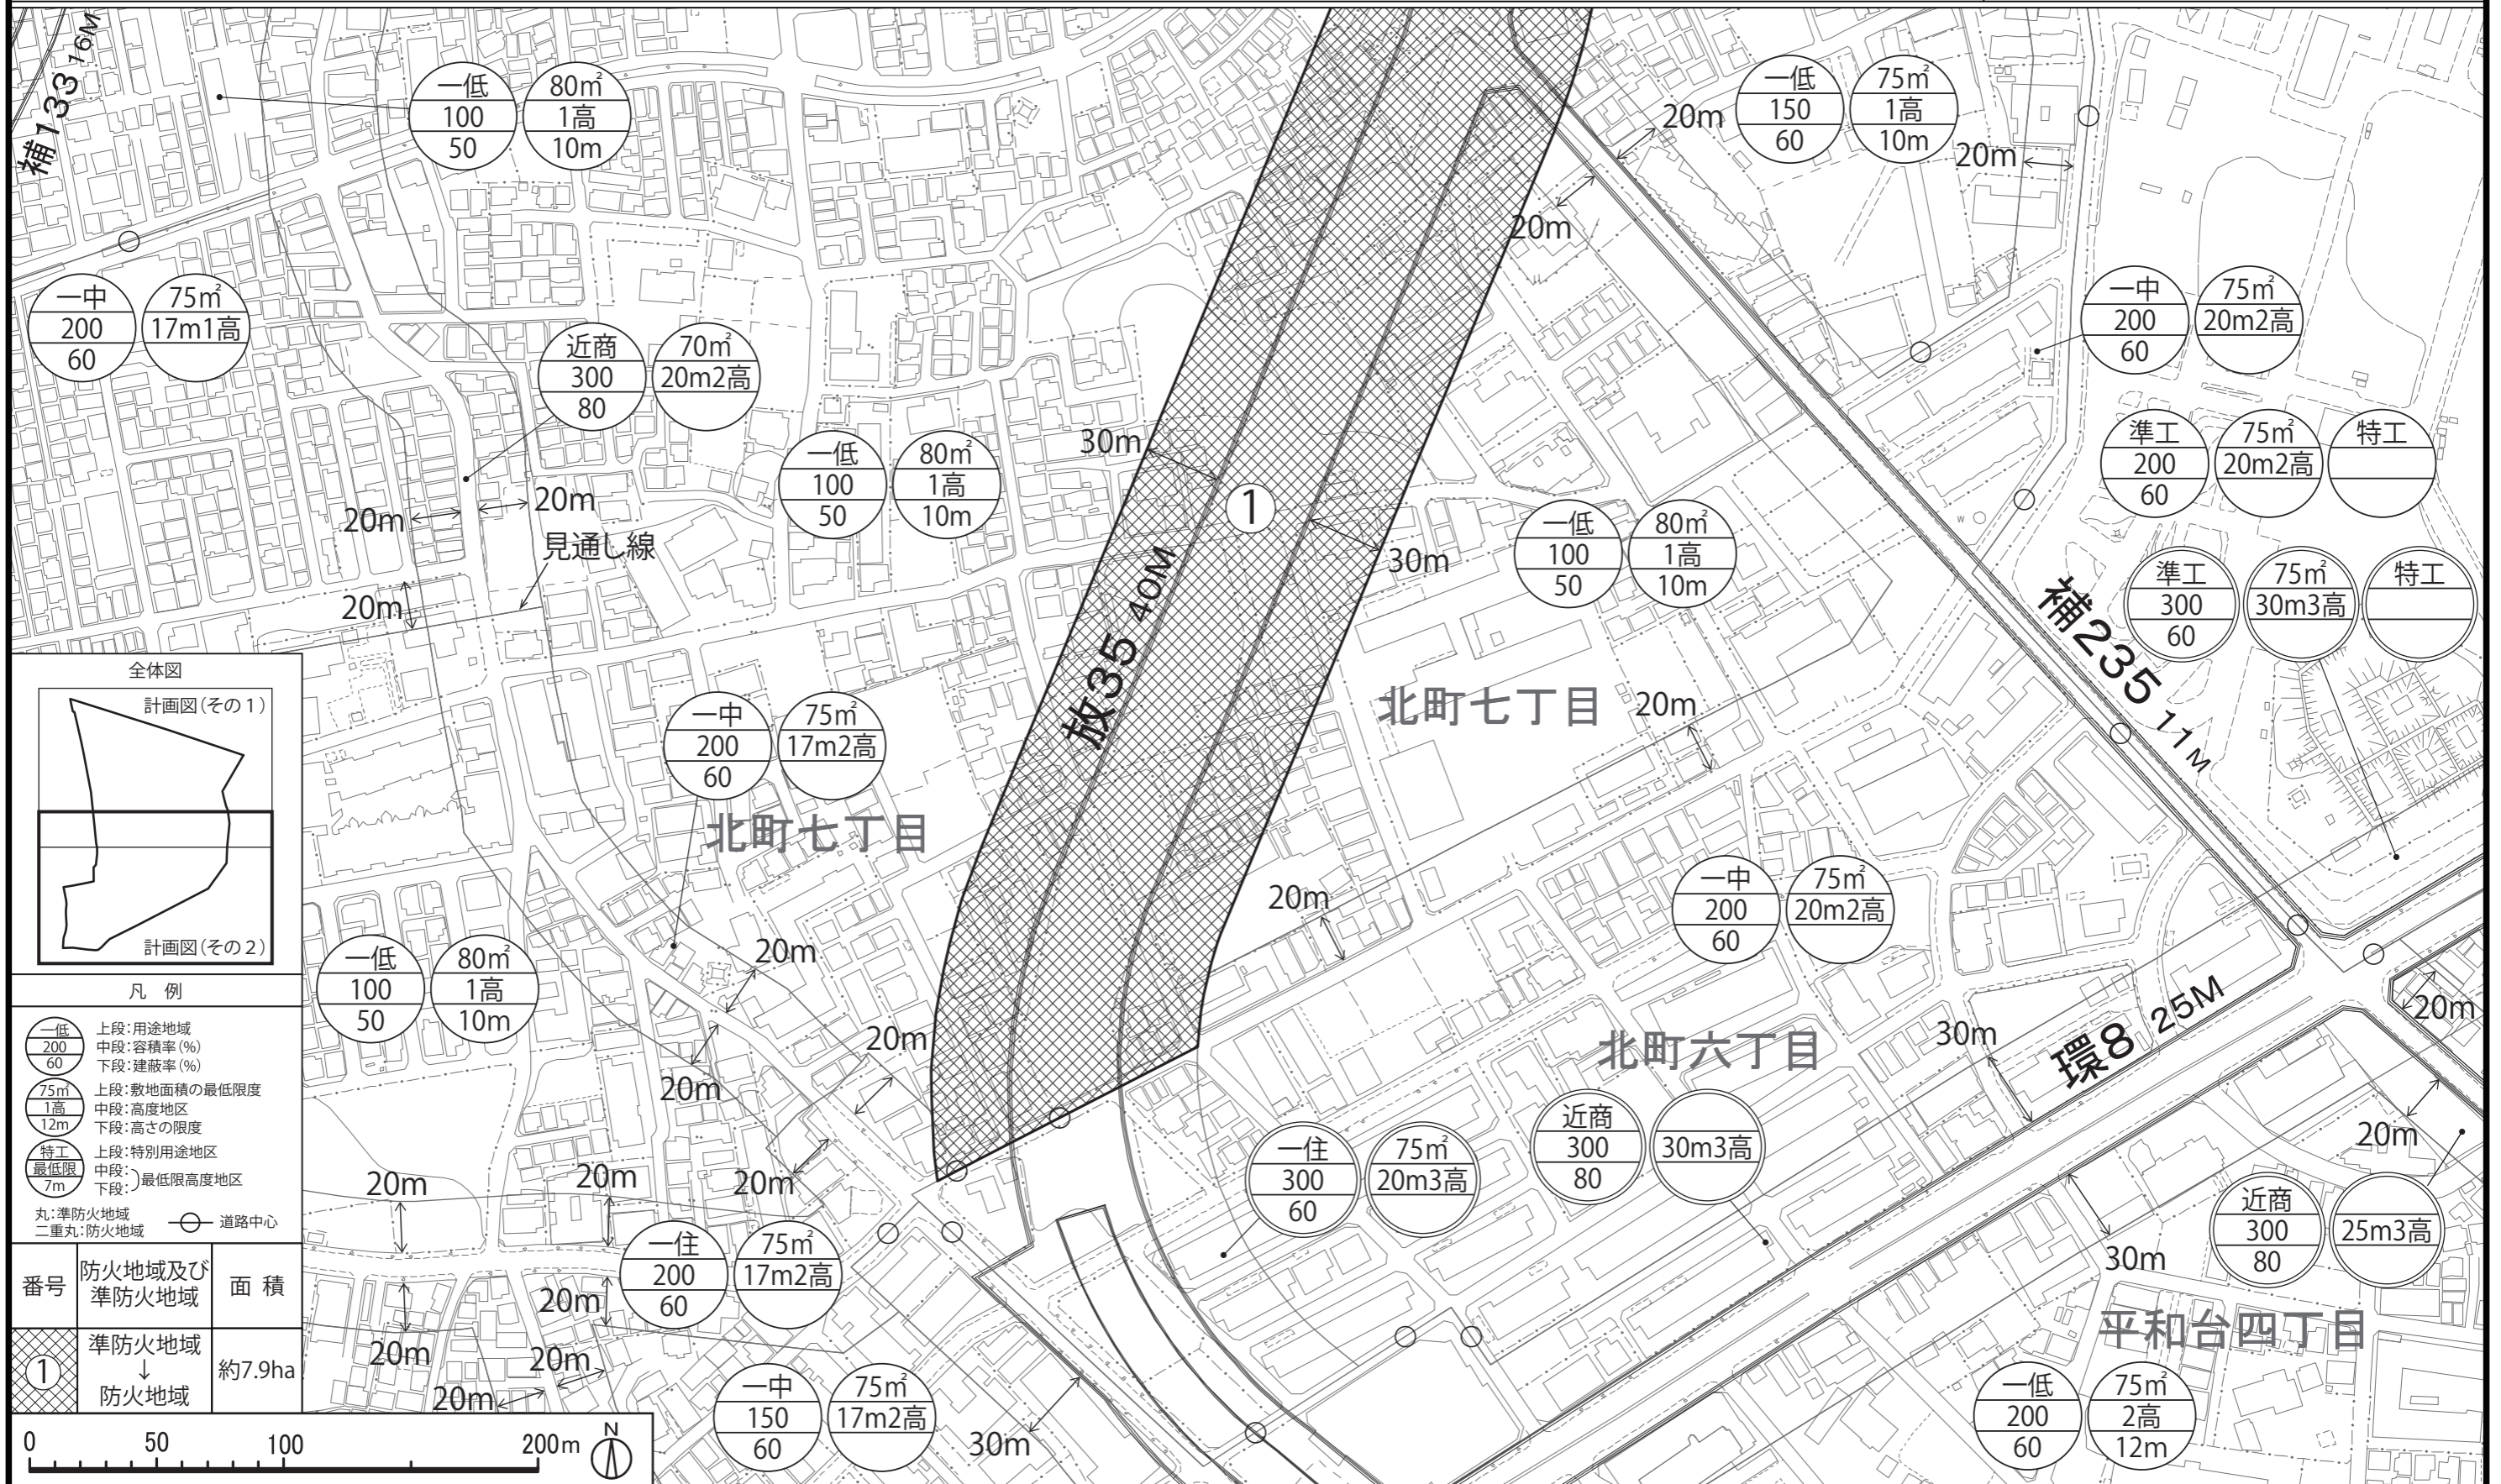 補133 16M
一低
100
50
80㎡
1高
10m
一低
150
60
75㎡
1高
10m
20m
20m
20m
一中
200
60
75㎡
17m1高
近商
300
80
70㎡
20m2高
一中
200
60
75㎡
20m2高
一低
100
50
80㎡
1高
10m
30m
1
30m
準工
200
60
75㎡
20m2高
特工
20m
20m
見通し線
20m
一低
100
50
80㎡
1高
10m
準工
300
60
75㎡
30m3高
特工
W
放35 40M
補235 11M
北町七丁目
20m
一中
200
60
75㎡
17m2高
北町七丁目
20m
一中
200
60
75㎡
20m2高
20m
一低
100
50
80㎡
1高
10m
20m
20m
北町六丁目
30m
環8 25M
20m
近商
300
80
30m3高
一住
300
60
75㎡
20m3高
20m
近商
300
80
25m3高
30m
20m
20m
20m
一住
200
60
75㎡
17m2高
20m
20m
20m
20m
平和台四丁目
一中
150
60
75㎡
17m2高
30m
一低
200
60
75㎡
2高
12m
全体図
計画図(その1)
計画図(その2)
凡 例
一低
200
60
上段:用途地域
中段:容積率(%)
下段:建蔽率(%)
75㎡
1高
12m
上段:敷地面積の最低限度
中段:高度地区
下段:高さの限度
特工
最低限
7m
上段:特別用途地区
中段:
下段:
}最低限高度地区
丸:準防火地域
二重丸:防火地域
道路中心
番号 防火地域及び準防火地域 面 積
1 準防火地域
↓
防火地域
約7.9ha
0 50 100 200m
N